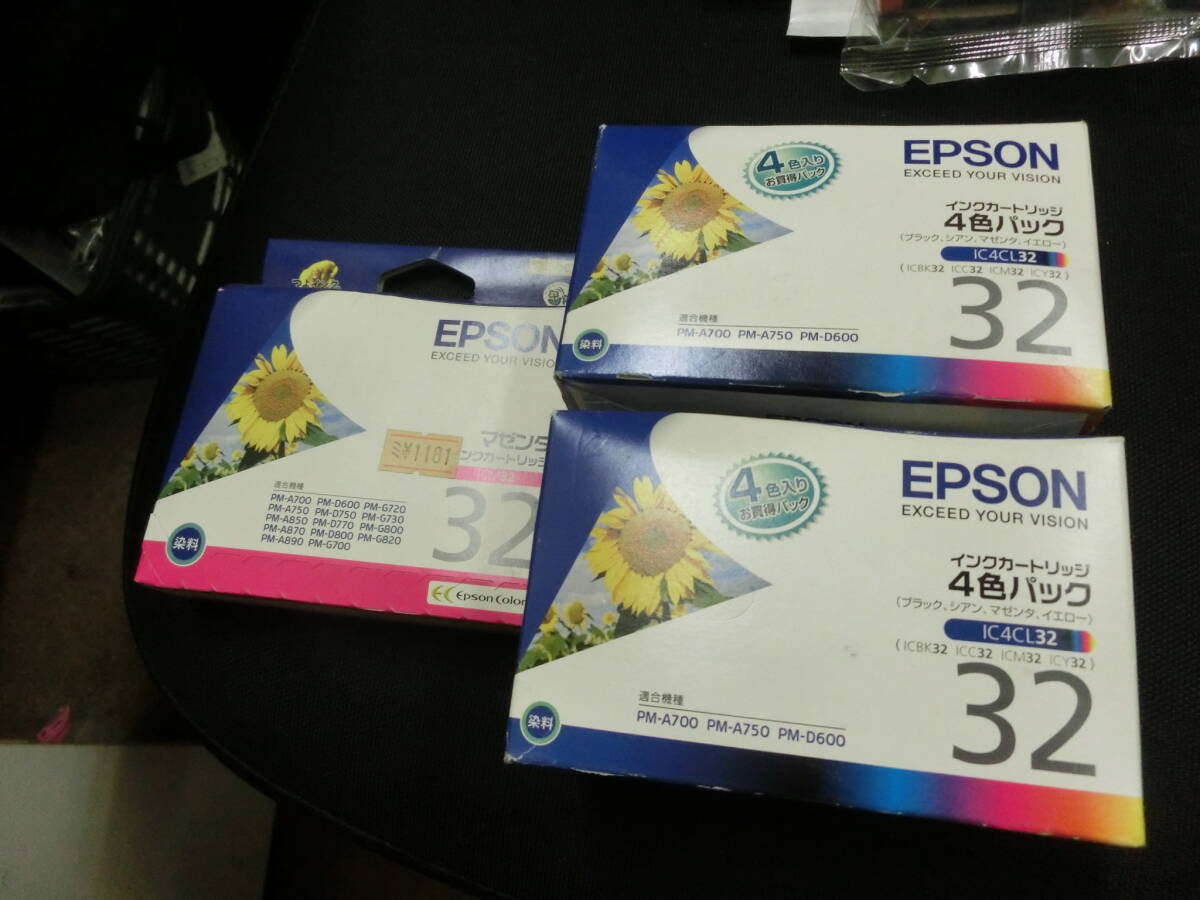 4色入り
お買得パック
EPSON
EXCEED YOUR VISION
インクカートリッジ
4色パック
(ブラック、シアン、マゼンタ、イエロー)
IC4CL32
(ICBK32 ICC32 ICM32 ICY32)
32
適合機種
PM-A700 PM-A750 PM-D600
染料
EPSON
EXCEED YOUR VISION
マゼンタ
ンクカートリッジ
ミ¥1181
32
適合機種
PM-A700 PM-D600 PM-G720
PM-A750 PM-D750 PM-G730
PM-A850 PM-D770 PM-G800
PM-A870 PM-D800 PM-G820
PM-A890 PM-G700
染料
Epson Color
4色入り
お買得パック
EPSON
EXCEED YOUR VISION
インクカートリッジ
4色パック
(ブラック、シアン、マゼンタ、イエロー)
IC4CL32
(ICBK32 ICC32 ICM32 ICY32)
32
適合機種
PM-A700 PM-A750 PM-D600
染料